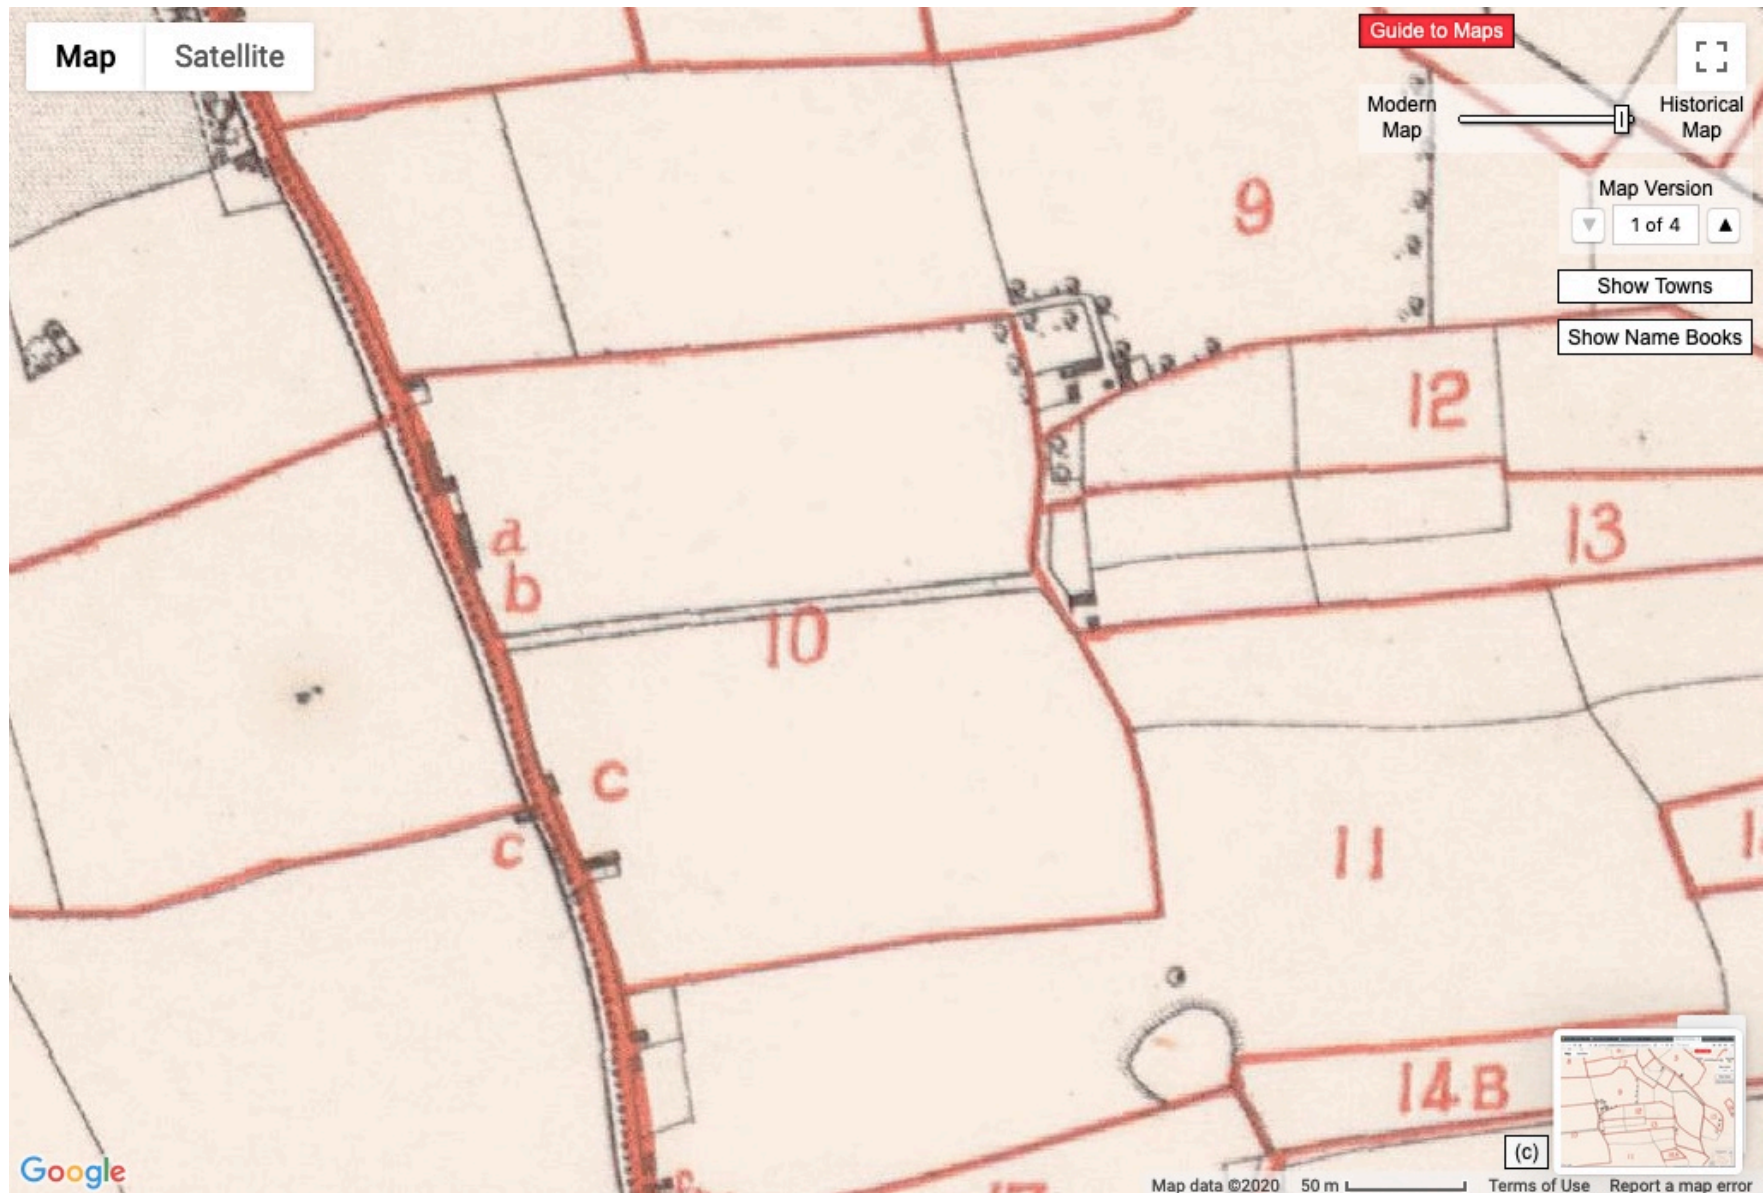 Map Satellite
Guide to Maps
Modern Map
Historical Map
Map Version
1 of 4
Show Towns
Show Name Books
9
12
a
13
b
10
c
c
11
14B
(c)
Google
Map data ©2020 50 m Terms of Use Report a map error